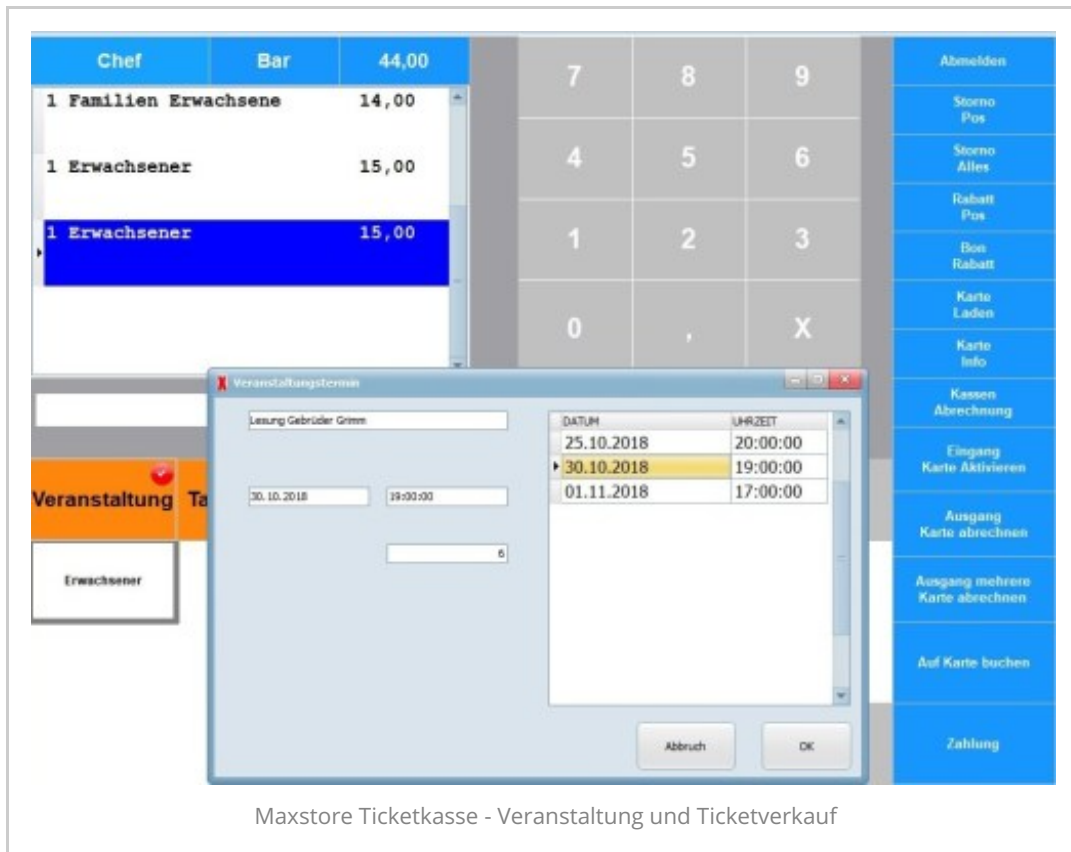 Chef Bar 44,00
1 Familien Erwachsene 14,00
1 Erwachsener 15,00
1 Erwachsener 15,00
7 8 9
4 5 6
1 2 3
0 , X
Abmelden
Storno
Pos
Storno
Alles
Rabatt
Pos
Bon
Rabatt
Karte
Laden
Karte
Info
Kassen
Abrechnung
Eingang
Karte Aktivieren
Ausgang
Karte abrechnen
Ausgang mehrere
Karte abrechnen
Auf Karte buchen
Zahlung
Veranstaltung Ta
Erwachsener
Veranstaltungstermin
Lesung Gebrüder Grimm
30.10.2018 19:00:00
6
DATUM UHRZEIT
25.10.2018 20:00:00
30.10.2018 19:00:00
01.11.2018 17:00:00
Abbruch OK
Maxstore Ticketkasse - Veranstaltung und Ticketverkauf